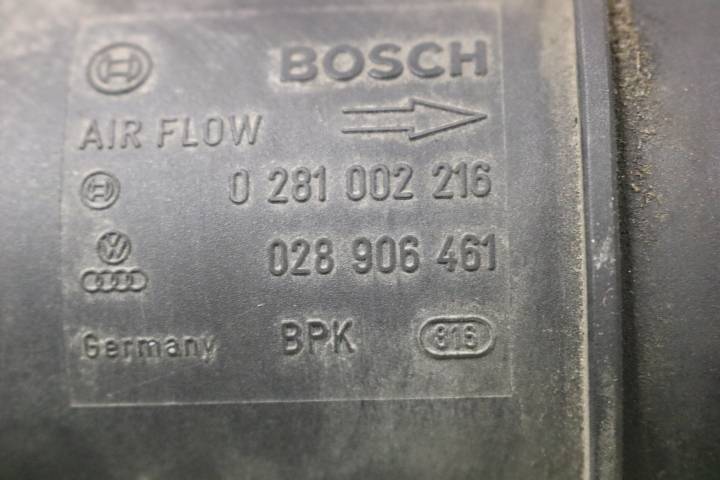 BOSCH
AIR FLOW
0 281 002 216
028 906 461
Germany BPK 816